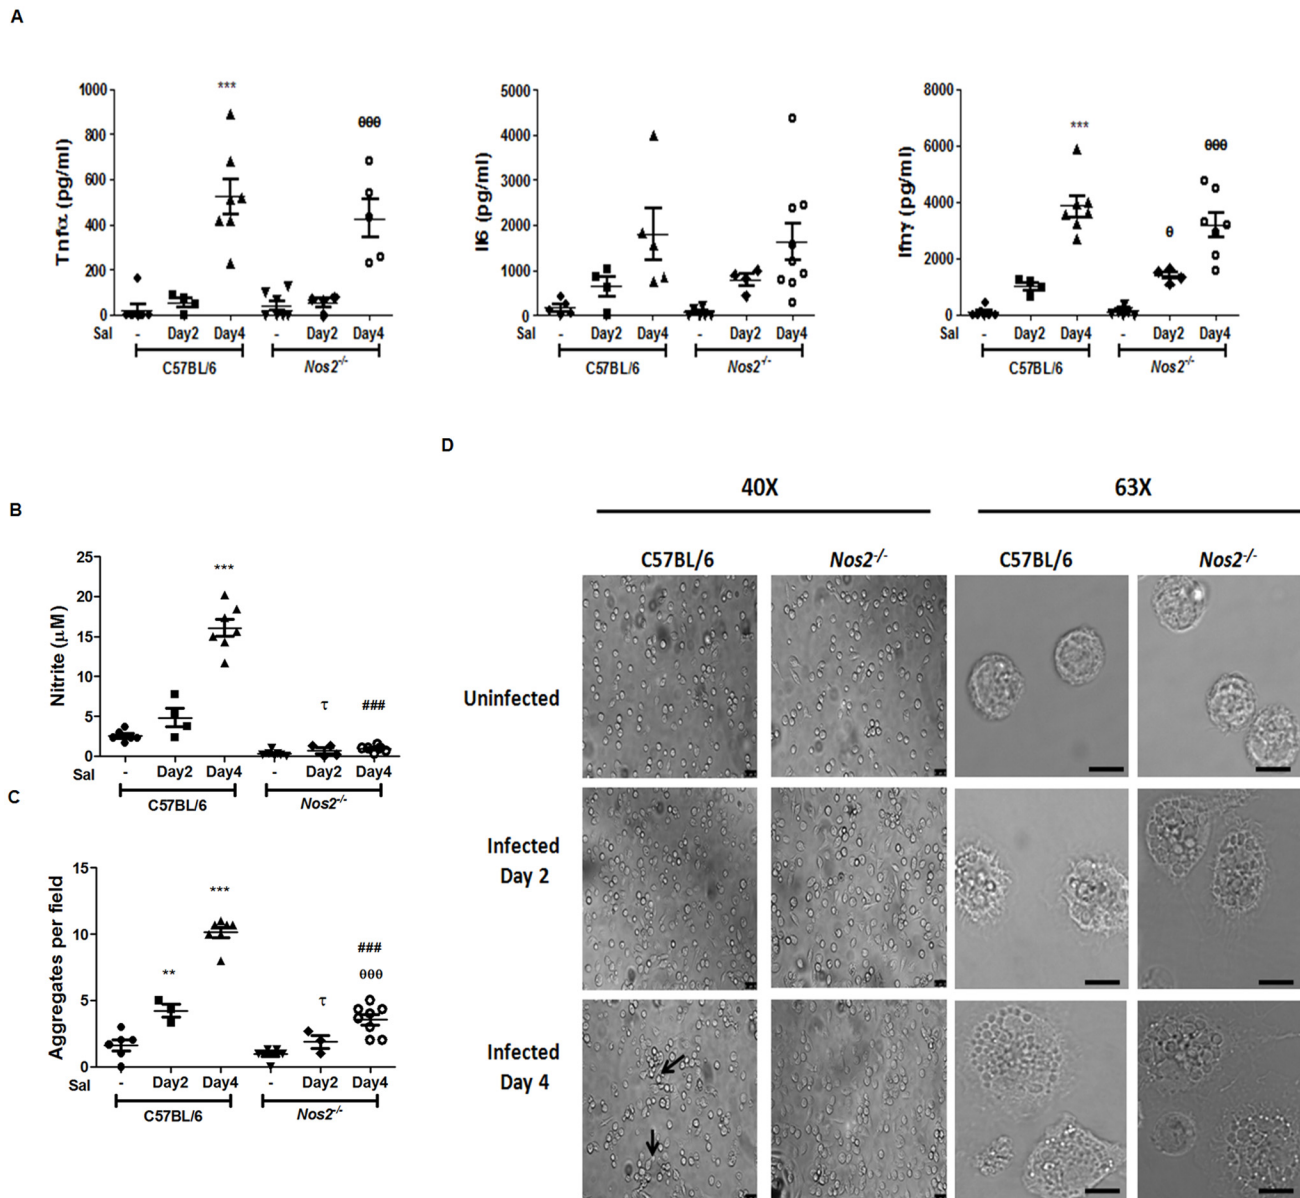 A
Tnfα (pg/ml)
1000
800
600
400
200
0
***
θθθ
Sal - Day2 Day4 - Day2 Day4
C57BL/6 Nos2-/-
Il6 (pg/ml)
5000
4000
3000
2000
1000
0
Sal - Day2 Day4 - Day2 Day4
C57BL/6 Nos2-/-
Ifnγ (pg/ml)
8000
6000
4000
2000
0
***
θ
θθθ
Sal - Day2 Day4 - Day2 Day4
C57BL/6 Nos2-/-
B
Nitrite (µM)
25
20
15
10
5
0
***
τ
###
Sal - Day2 Day4 - Day2 Day4
C57BL/6 Nos2-/-
C
Aggregates per field
15
10
5
0
**
***
τ
###
θθθ
Sal - Day2 Day4 - Day2 Day4
C57BL/6 Nos2-/-
D
40X 63X
C57BL/6 Nos2-/- C57BL/6 Nos2-/-
Uninfected
Infected
Day 2
Infected
Day 4